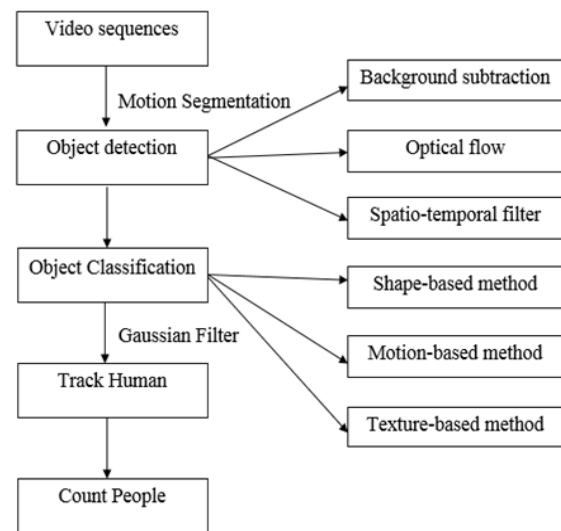 Video sequences
Background subtraction
Motion Segmentation
Object detection
Optical flow
Spatio-temporal filter
Object Classification
Shape-based method
Gaussian Filter
Motion-based method
Track Human
Texture-based method
Count People